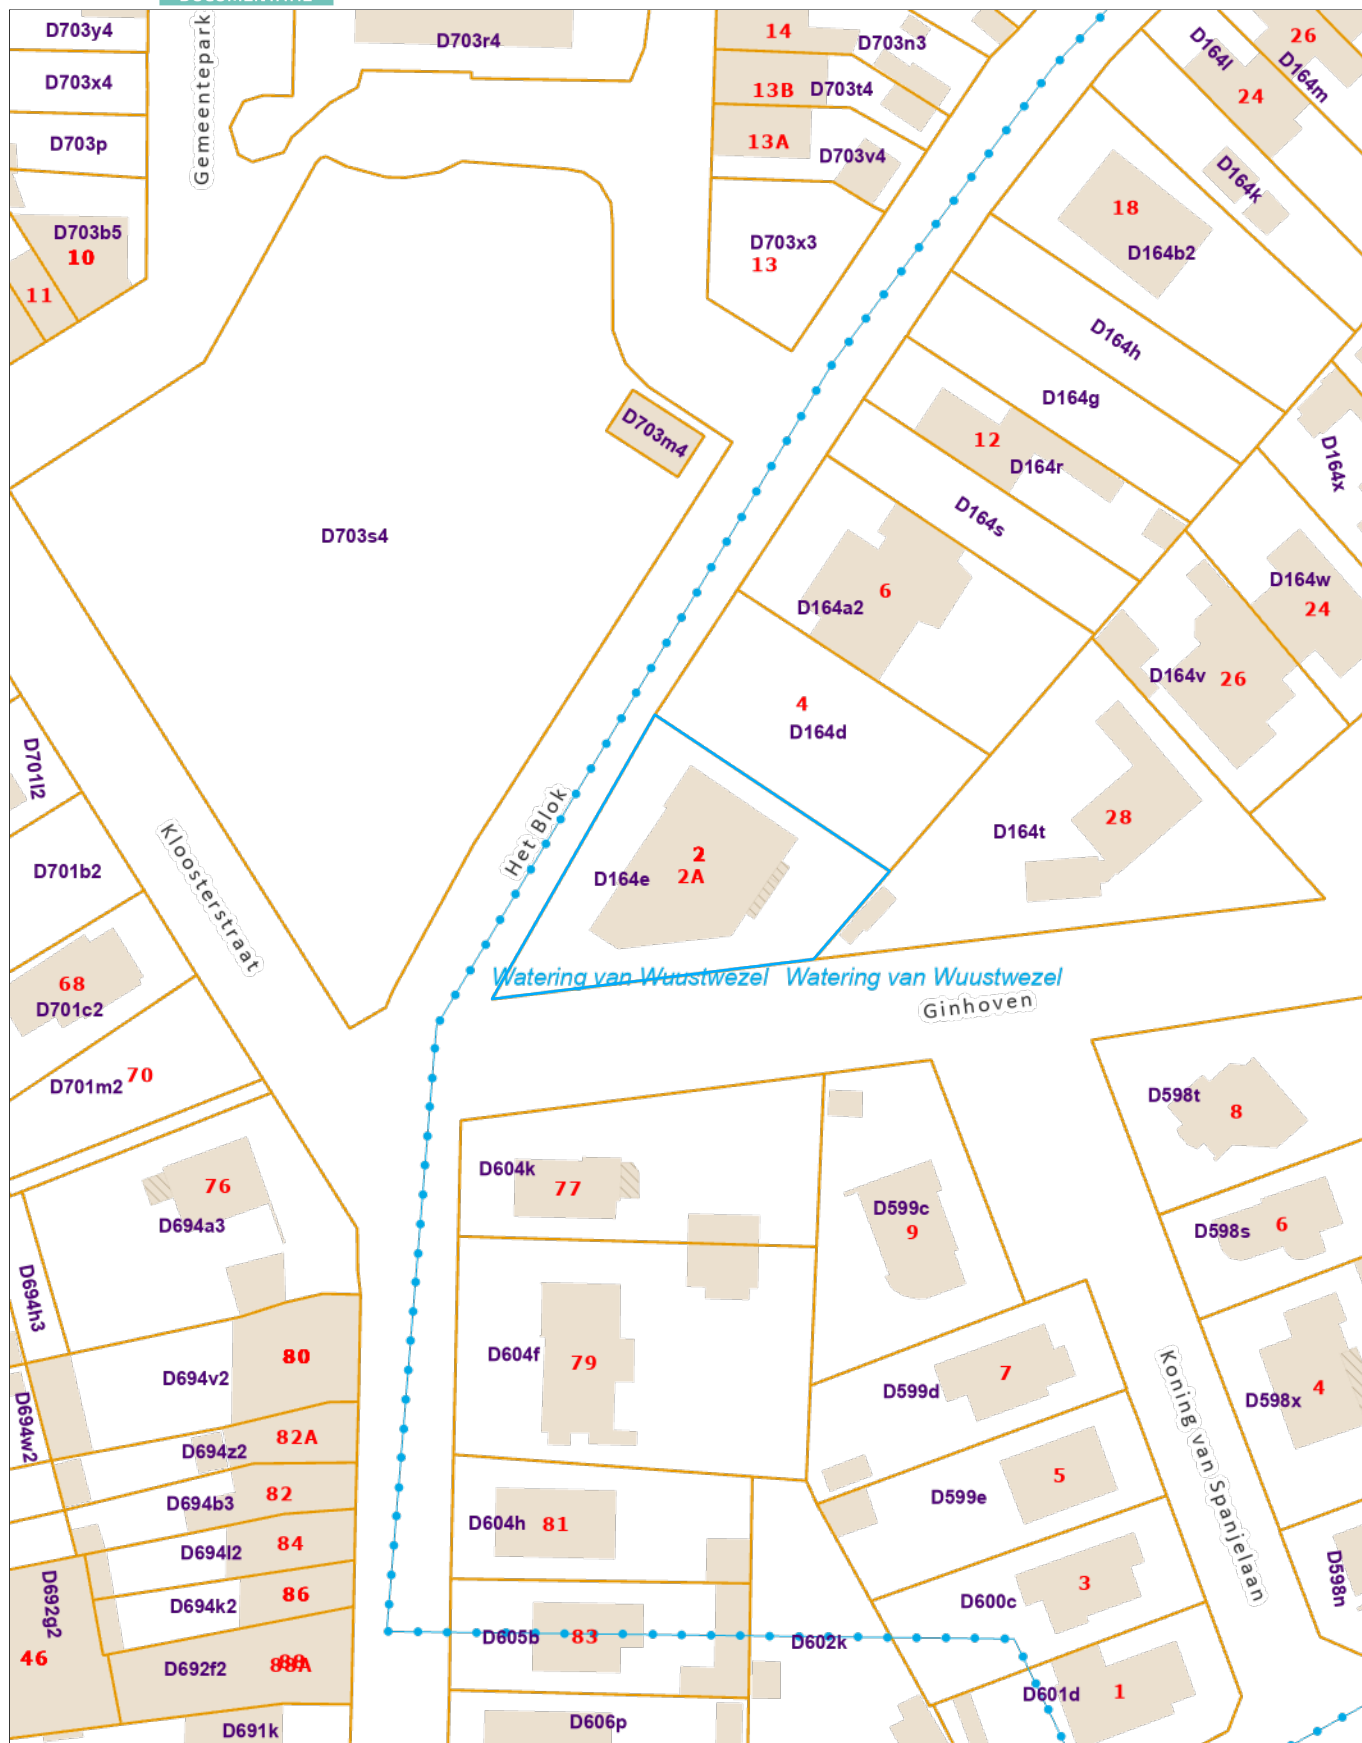 D703y4
D703r4
14
D703n3
26
D164l
D164m
D703x4
13B
D703t4
24
Gemeentepark
D703p
13A
D703v4
D164k
18
D703b5
10
D703x3
13
D164b2
11
D164h
D164g
D703m4
12
D164r
D164x
D164s
D703s4
D164w
24
6
D164a2
D164v
26
4
D164d
D701l2
Het Blok
28
D164t
2
2A
D164e
D701b2
Kloosterstraat
68
D701c2
Watering van Wuustwezel
Watering van Wuustwezel
Ginhoven
70
D701m2
D598t
8
D604k
77
76
D694a3
D599c
9
D598s
6
D694h3
80
D694v2
D604f
79
7
D599d
4
D598x
Koning van Spanjelaan
D694w2
82A
D694z2
5
D599e
82
D694b3
D604h
81
84
D694l2
3
D600c
D598n
86
D694k2
D692g2
D605b
83
D602k
46
D692f2
88A
D601d
1
D606p
D691k